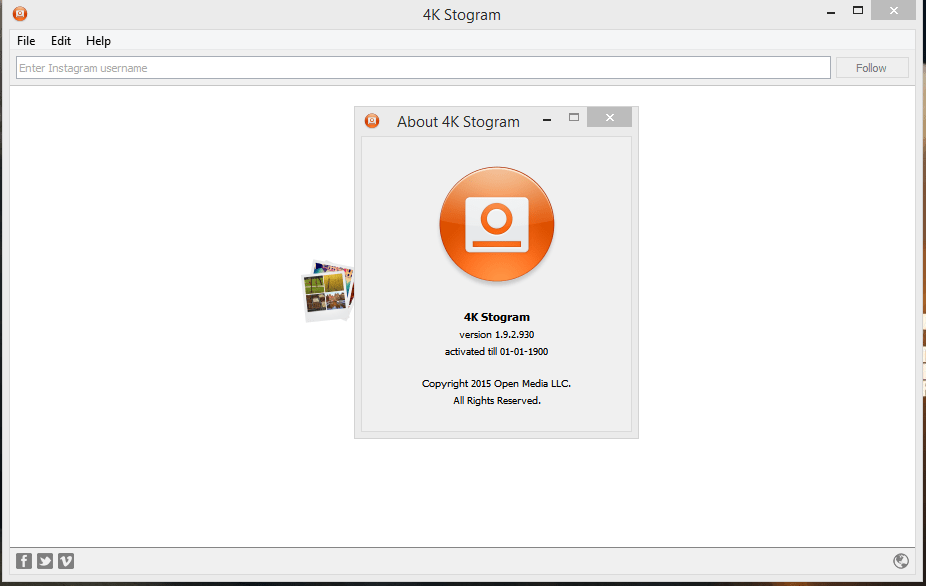 4K Stogram
File Edit Help
Enter Instagram username
Follow
About 4K Stogram
4K Stogram
version 1.9.2.930
activated till 01-01-1900
Copyright 2015 Open Media LLC.
All Rights Reserved.